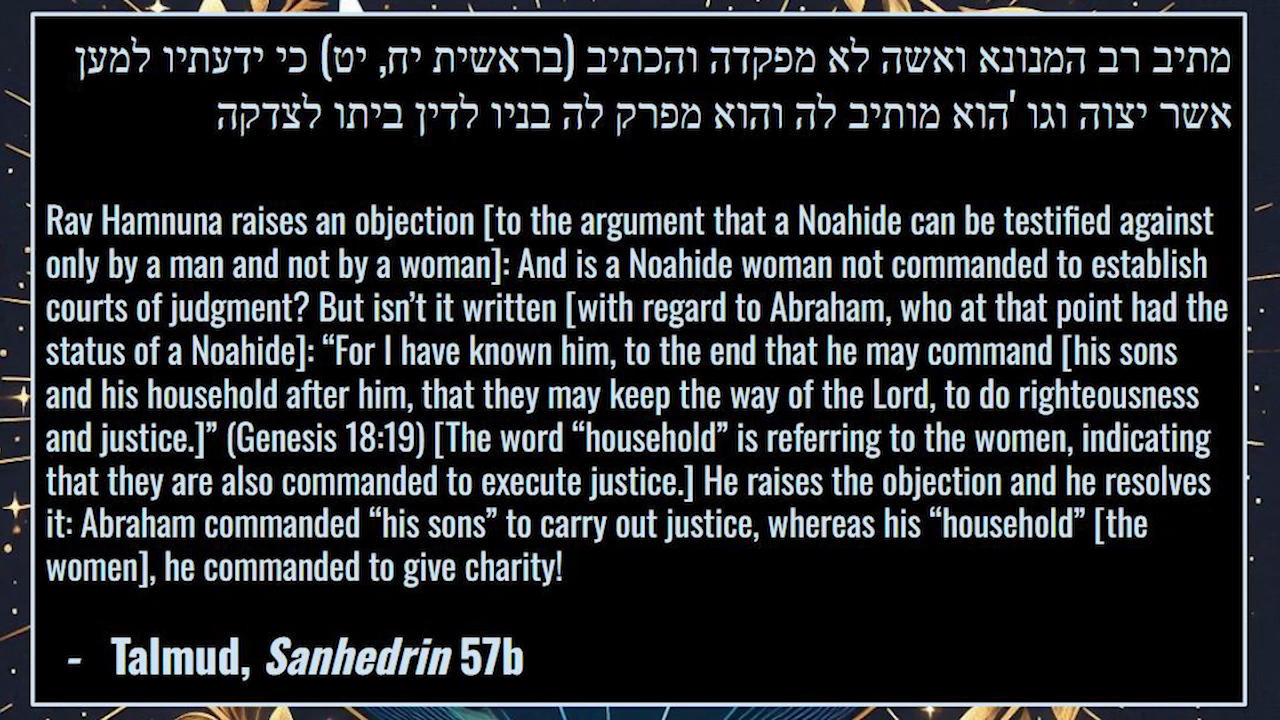 מתיב רב המנונא ואשה לא מפקדה והכתיב (בראשית יח, יט) כי ידעתיו למען
אשר יצוה וגו 'הוא מותיב לה והוא מפרק לה בניו לדין ביתו לצדקה
Rav Hamnuna raises an objection [to the argument that a Noahide can be testified against
only by a man and not by a woman]: And is a Noahide woman not commanded to establish
courts of judgment? But isn’t it written [with regard to Abraham, who at that point had the
status of a Noahide]: “For I have known him, to the end that he may command [his sons
and his household after him, that they may keep the way of the Lord, to do righteousness
and justice.]” (Genesis 18:19) [The word “household” is referring to the women, indicating
that they are also commanded to execute justice.] He raises the objection and he resolves
it: Abraham commanded “his sons” to carry out justice, whereas his “household” [the
women], he commanded to give charity!
- Talmud, Sanhedrin 57b